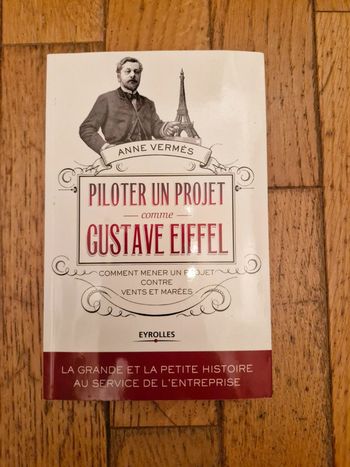 ANNE VERMÈS
PILOTER UN PROJET
comme
GUSTAVE EIFFEL
COMMENT MENER UN PROJET
CONTRE
VENTS ET MARÉES
EYROLLES
LA GRANDE ET LA PETITE HISTOIRE
AU SERVICE DE L'ENTREPRISE